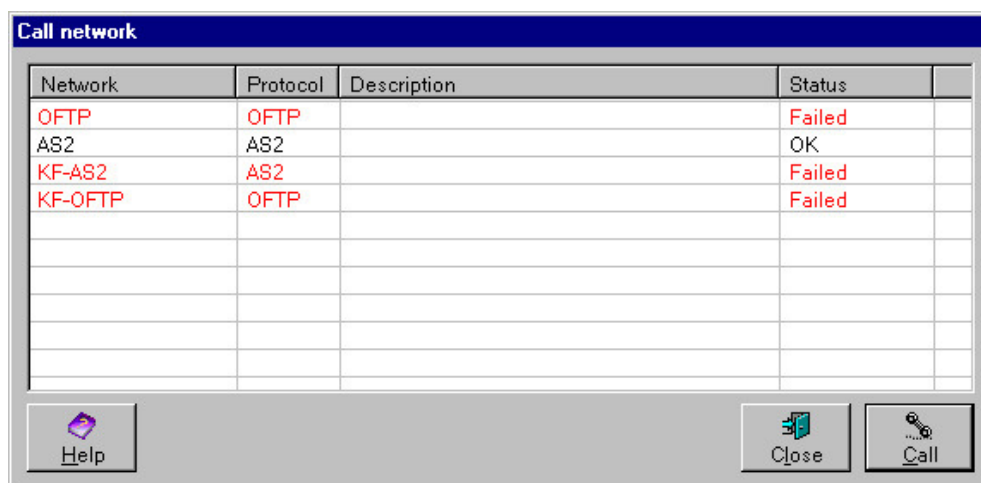 Call network
Network Protocol Description Status
OFTP OFTP Failed
AS2 AS2 OK
KF-AS2 AS2 Failed
KF-OFTP OFTP Failed
Help Close Call